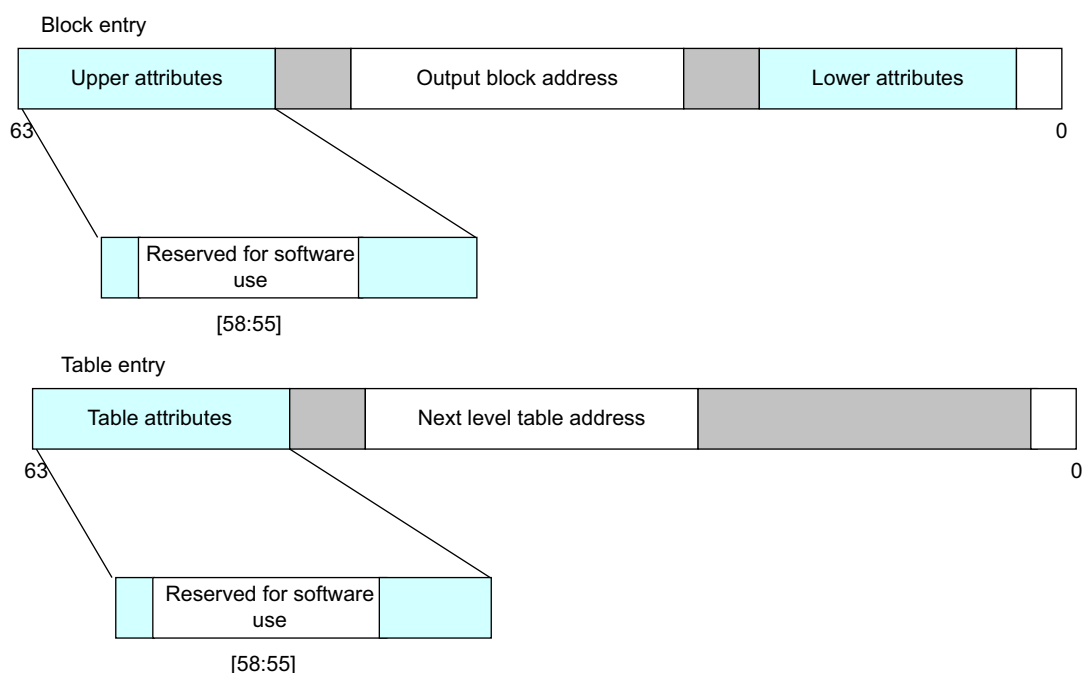 Block entry
Upper attributes
Output block address
Lower attributes
63
0
Reserved for software
use
[58:55]
Table entry
Table attributes
Next level table address
63
0
Reserved for software
use
[58:55]